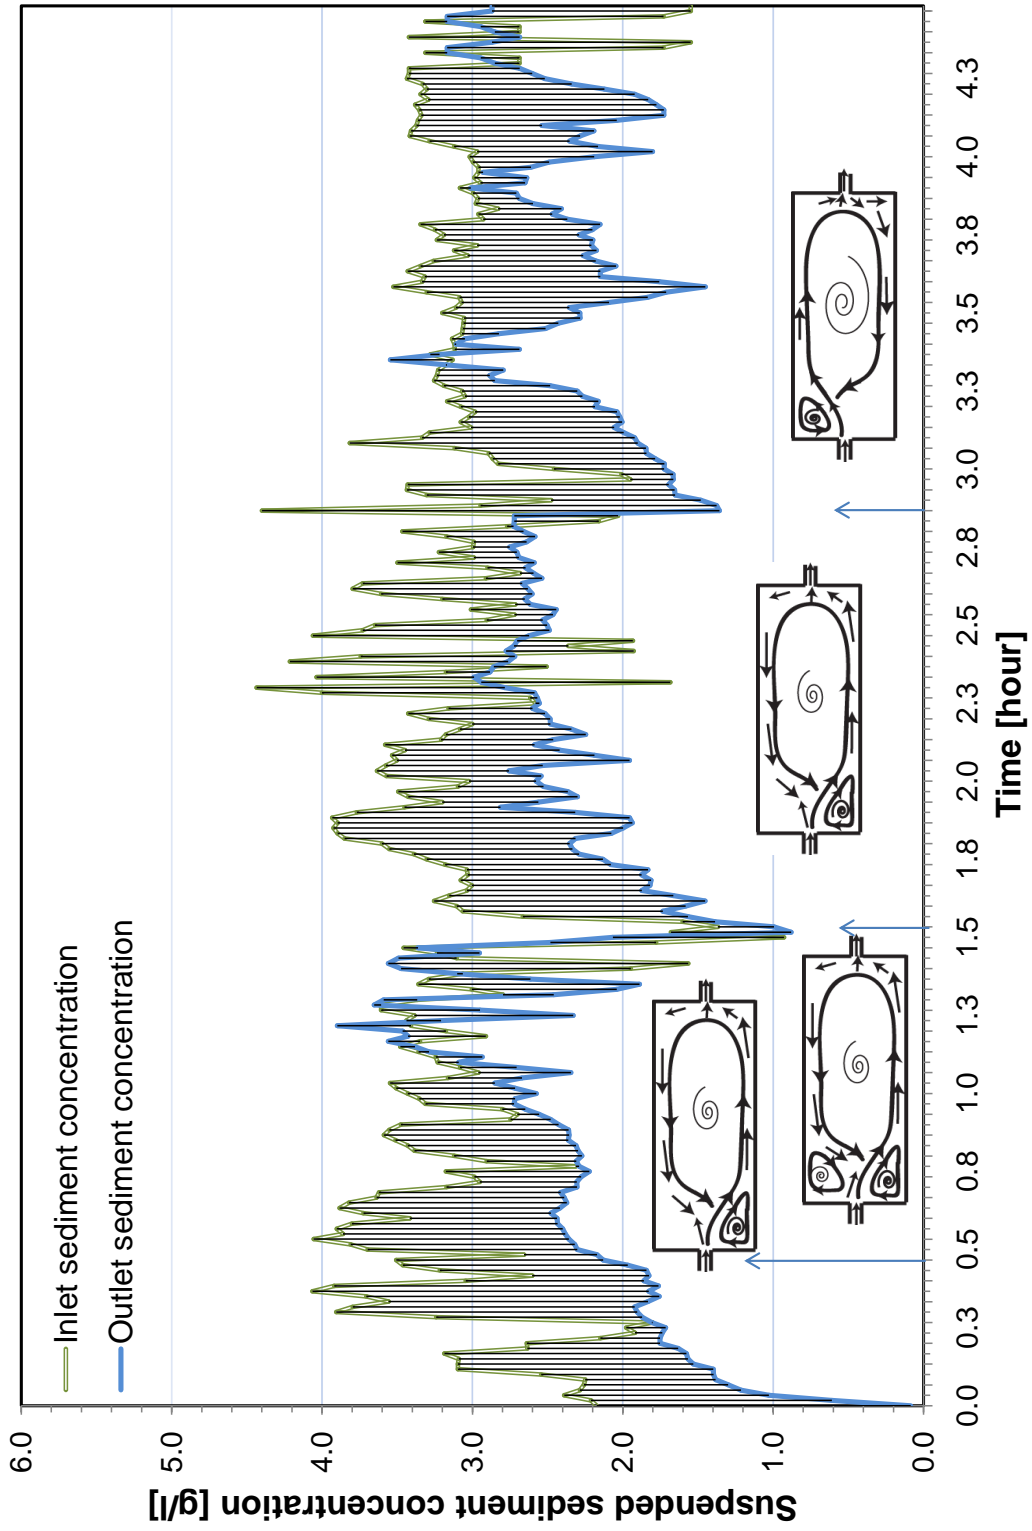 Inlet sediment concentration
Outlet sediment concentration
Suspended sediment concentration [g/l]
6.0
5.0
4.0
3.0
2.0
1.0
0.0
0.0 0.3 0.5 0.8 1.0 1.3 1.5 1.8 2.0 2.3 2.5 2.8 3.0 3.3 3.5 3.8 4.0 4.3
Time [hour]